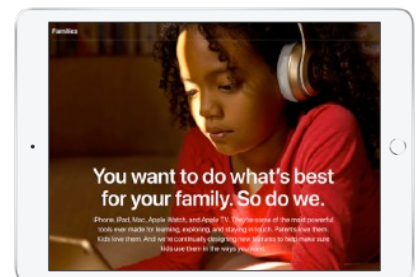 Families
You want to do what's best
for your family. So do we.
iPhone, iPad, Mac, Apple Watch, and Apple TV. They're some of the most powerful
tools ever made for learning, exploring, and staying in touch. Parents love them.
Kids love them. And we're continually designing new features to help make sure
kids use them in the ways you want.